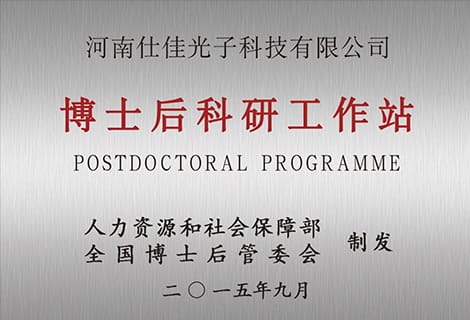 河南仕佳光子科技有限公司
博士后科研工作站
POSTDOCTORAL PROGRAMME
人力资源和社会保障部
全国博士后管委会 制发
二〇一五年九月